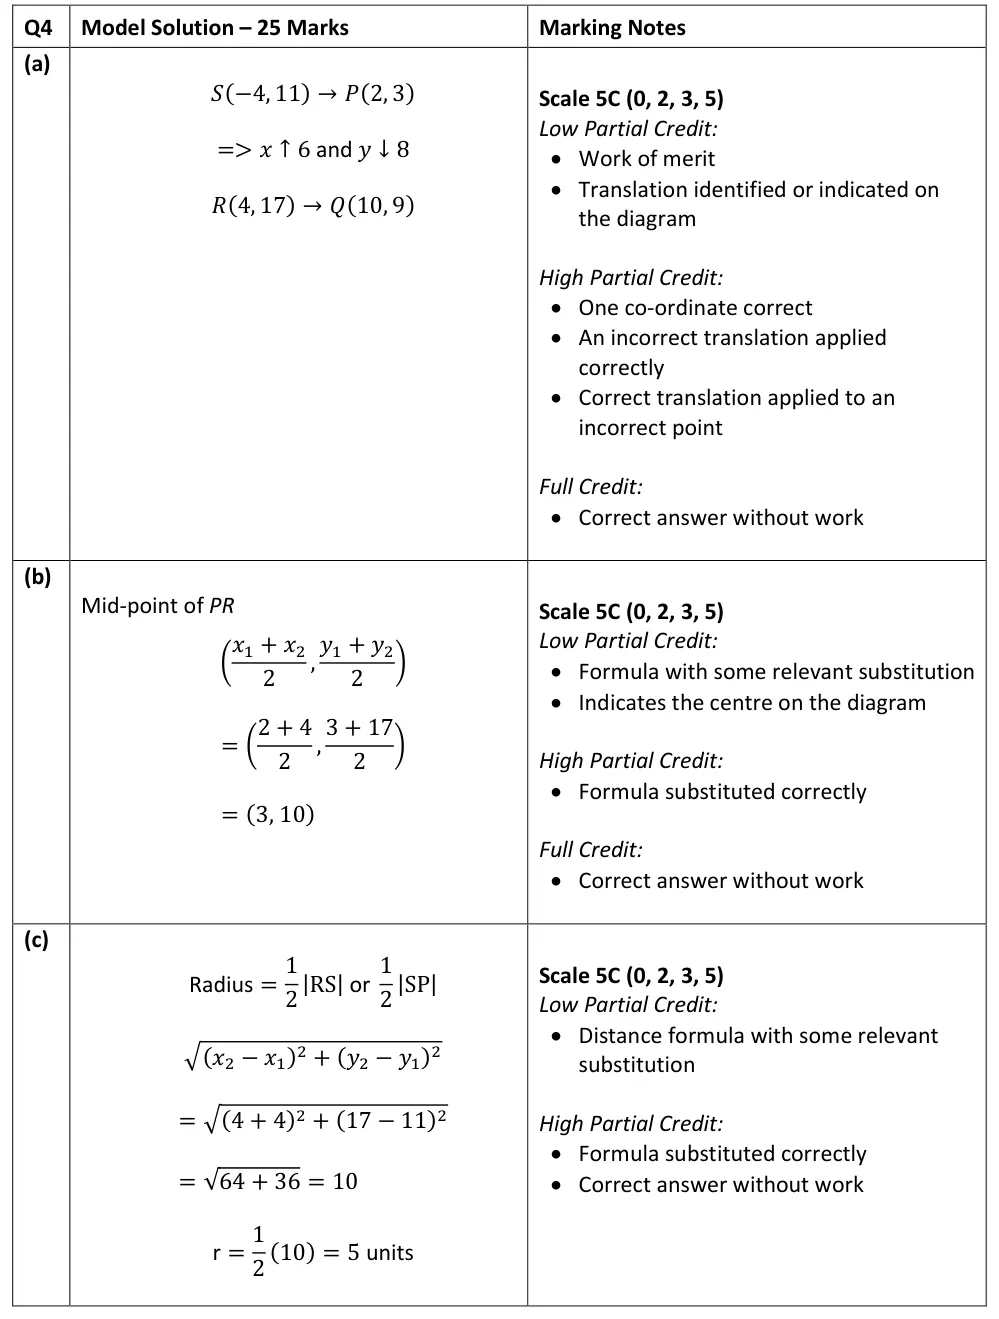 Q4 Model Solution – 25 Marks Marking Notes
(a)
S(−4, 11) → P(2, 3)
=> x ↑ 6 and y ↓ 8
R(4, 17) → Q(10, 9)
Scale 5C (0, 2, 3, 5)
Low Partial Credit:
• Work of merit
• Translation identified or indicated on
the diagram
High Partial Credit:
• One co-ordinate correct
• An incorrect translation applied
correctly
• Correct translation applied to an
incorrect point
Full Credit:
• Correct answer without work
(b)
Mid-point of PR
((x₁ + x₂)/2, (y₁ + y₂)/2)
= ((2 + 4)/2, (3 + 17)/2)
= (3, 10)
Scale 5C (0, 2, 3, 5)
Low Partial Credit:
• Formula with some relevant substitution
• Indicates the centre on the diagram
High Partial Credit:
• Formula substituted correctly
Full Credit:
• Correct answer without work
(c)
Radius = 1/2 |RS| or 1/2 |SP|
√((x₂ − x₁)² + (y₂ − y₁)²)
= √((4 + 4)² + (17 − 11)²)
= √(64 + 36) = 10
r = 1/2 (10) = 5 units
Scale 5C (0, 2, 3, 5)
Low Partial Credit:
• Distance formula with some relevant
substitution
High Partial Credit:
• Formula substituted correctly
• Correct answer without work